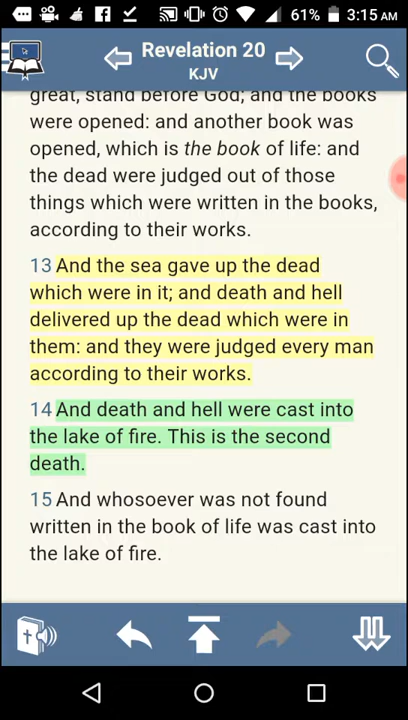 61% 3:15 AM
Revelation 20
KJV
great, stand before God; and the books
were opened: and another book was
opened, which is the book of life: and
the dead were judged out of those
things which were written in the books,
according to their works.
13 And the sea gave up the dead
which were in it; and death and hell
delivered up the dead which were in
them: and they were judged every man
according to their works.
14 And death and hell were cast into
the lake of fire. This is the second
death.
15 And whosoever was not found
written in the book of life was cast into
the lake of fire.